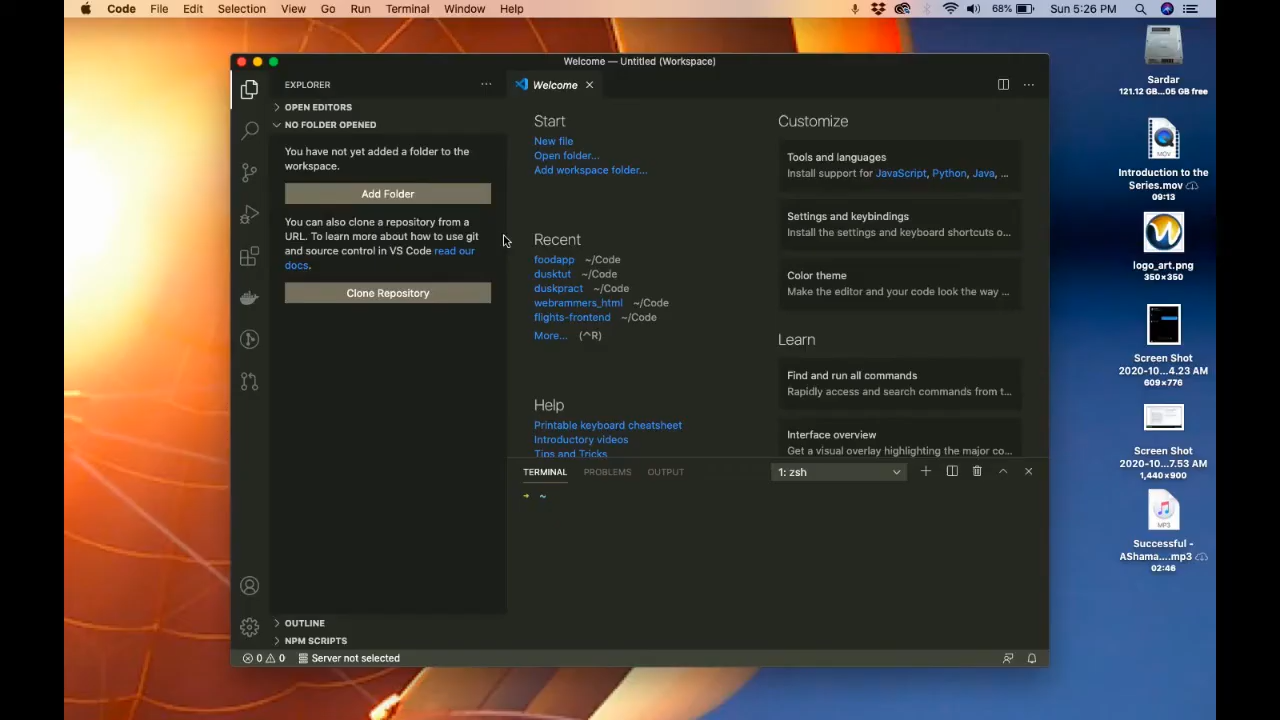 Code File Edit Selection View Go Run Terminal Window Help 68% Sun 5:26 PM
Welcome — Untitled (Workspace)
EXPLORER
OPEN EDITORS
NO FOLDER OPENED
You have not yet added a folder to the
workspace.
Add Folder
You can also clone a repository from a
URL. To learn more about how to use git
and source control in VS Code read our
docs.
Clone Repository
OUTLINE
NPM SCRIPTS
Welcome
Start
New file
Open folder...
Add workspace folder...
Recent
foodapp ~/Code
dusktut ~/Code
duskpract ~/Code
webrammers_html ~/Code
flights-frontend ~/Code
More... (^R)
Help
Printable keyboard cheatsheet
Introductory videos
Tips and Tricks
Customize
Tools and languages
Install support for JavaScript, Python, Java, ...
Settings and keybindings
Install the settings and keyboard shortcuts o...
Color theme
Make the editor and your code look the way ...
Learn
Find and run all commands
Rapidly access and search commands from t...
Interface overview
Get a visual overlay highlighting the major co...
TERMINAL PROBLEMS OUTPUT 1: zsh
➜ ~
0 0 Server not selected
Sardar
121.12 GB...05 GB free
MOV
Introduction to the
Series.mov
09:13
logo_art.png
350×350
Screen Shot
2020-10...4.23 AM
609×776
Screen Shot
2020-10...7.53 AM
1,440×900
MP3
Successful -
AShama....mp3
02:46